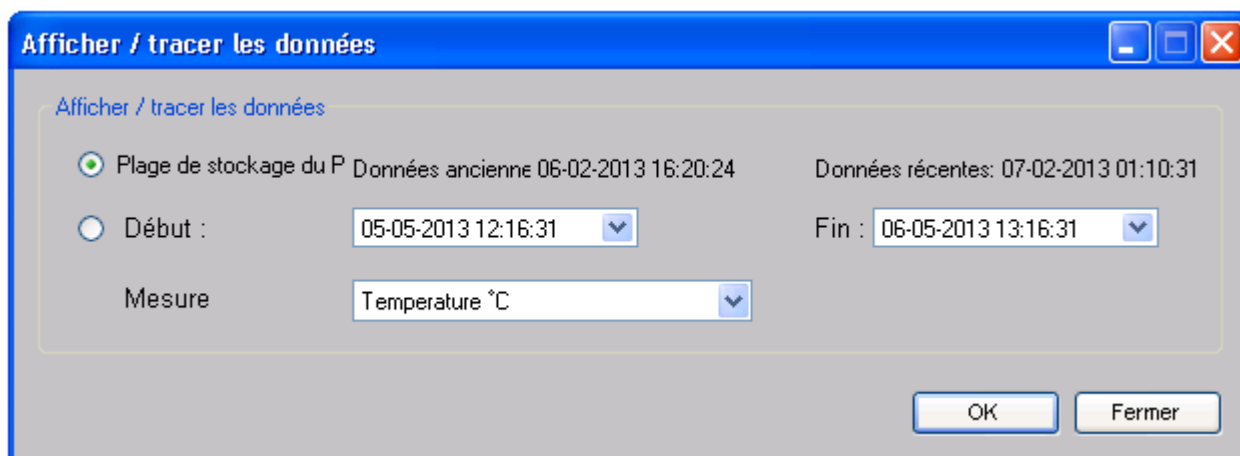 Afficher / tracer les données
Afficher / tracer les données
Plage de stockage du P Données ancienne 06-02-2013 16:20:24 Données récentes: 07-02-2013 01:10:31
Début : 05-05-2013 12:16:31 Fin : 06-05-2013 13:16:31
Mesure Temperature °C
OK Fermer